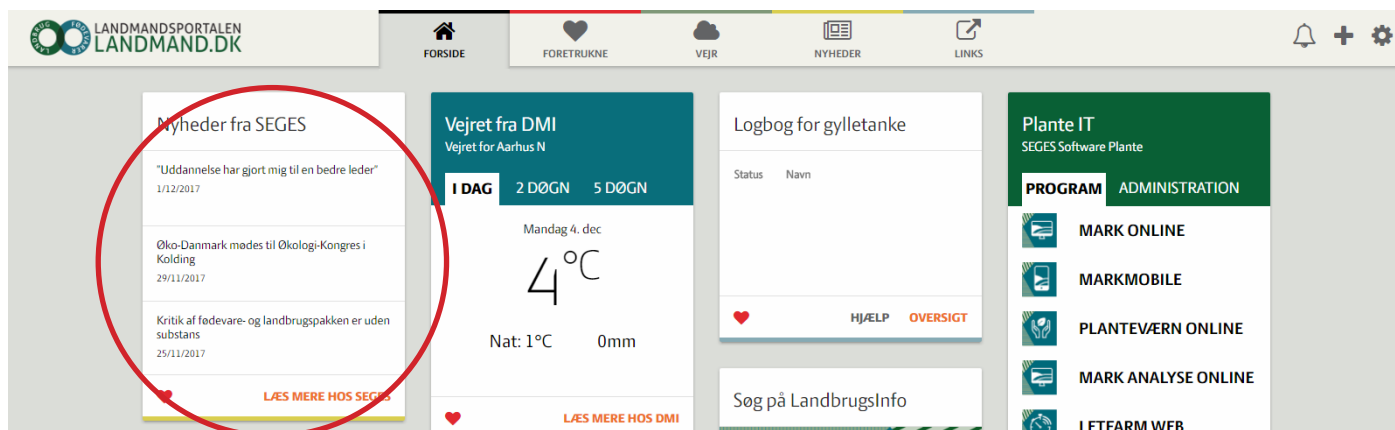 LANDBRUG FØDEVARER
LANDMANDSPORTALEN
LANDMAND.DK
FORSIDE
FORETRUKNE
VEJR
NYHEDER
LINKS
Nyheder fra SEGES
"Uddannelse har gjort mig til en bedre leder"
1/12/2017
Øko-Danmark mødes til Økologi-Kongres i
Kolding
29/11/2017
Kritik af fødevare- og landbrugspakken er uden
substans
25/11/2017
LÆS MERE HOS SEGES
Vejret fra DMI
Vejret for Aarhus N
I DAG 2 DØGN 5 DØGN
Mandag 4. dec
4°C
Nat: 1°C 0mm
LÆS MERE HOS DMI
Logbog for gylletanke
Status Navn
HJÆLP OVERSIGT
Søg på LandbrugsInfo
Plante IT
SEGES Software Plante
PROGRAM ADMINISTRATION
MARK ONLINE
MARKMOBILE
PLANTEVÆRN ONLINE
MARK ANALYSE ONLINE
LETFARM WEB